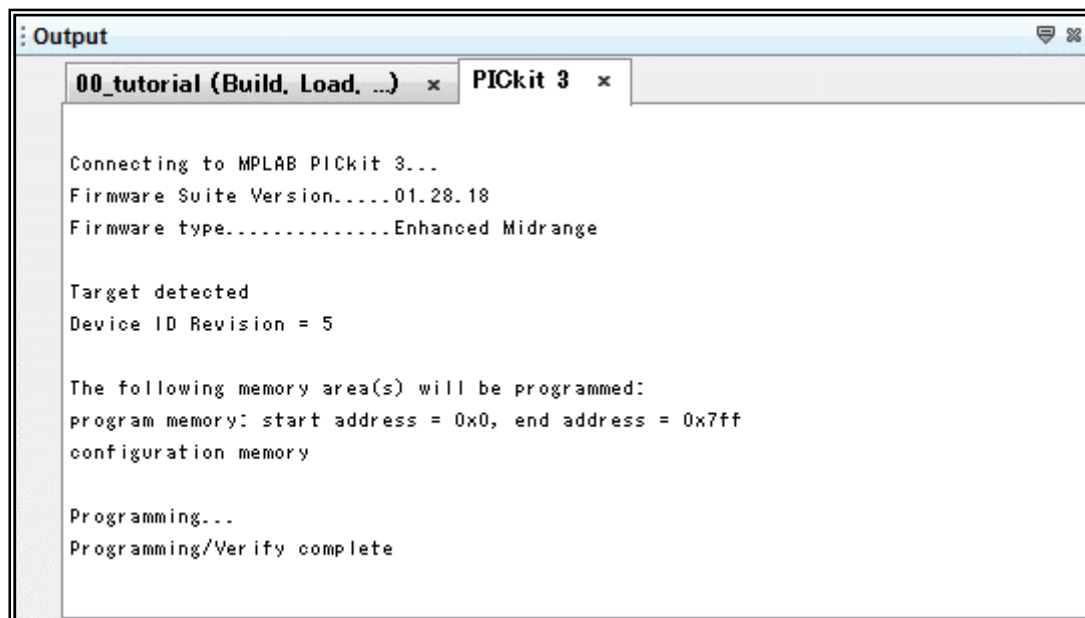 Output
00_tutorial (Build, Load, ...) × PICkit 3 ×
Connecting to MPLAB PICkit 3...
Firmware Suite Version.....01.28.18
Firmware type..............Enhanced Midrange
Target detected
Device ID Revision = 5
The following memory area(s) will be programmed:
program memory: start address = 0x0, end address = 0x7ff
configuration memory
Programming...
Programming/Verify complete